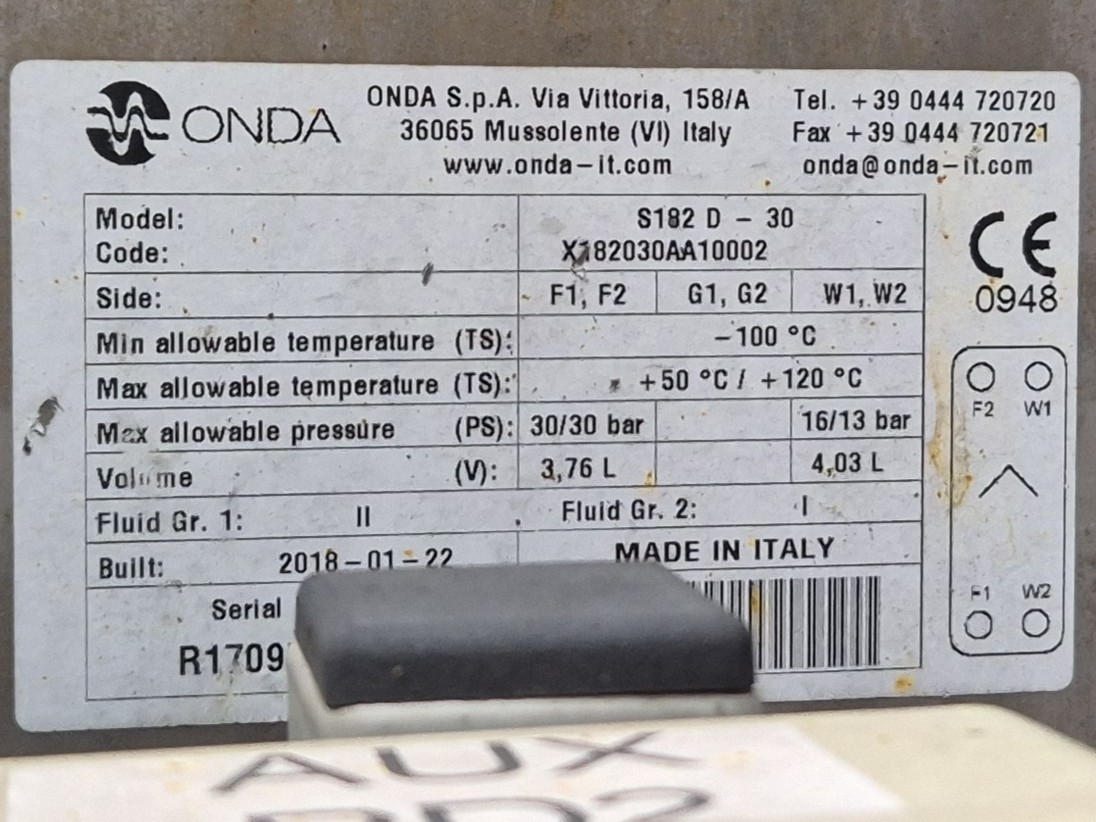 ONDA
ONDA S.p.A. Via Vittoria, 158/A
36065 Mussolente (VI) Italy
www.onda-it.com
Tel. +39 0444 720720
Fax +39 0444 720721
onda@onda-it.com
Model: S182 D - 30
Code: X182030AA10002
Side: F1, F2 G1, G2 W1, W2
Min allowable temperature (TS): -100 °C
Max allowable temperature (TS): +50 °C / +120 °C
Max allowable pressure (PS): 30/30 bar 16/13 bar
Volume (V): 3,76 L 4,03 L
Fluid Gr. 1: II Fluid Gr. 2: I
Built: 2018-01-22 MADE IN ITALY
Serial
R1709
CE
0948
F2 W1
F1 W2
AUX